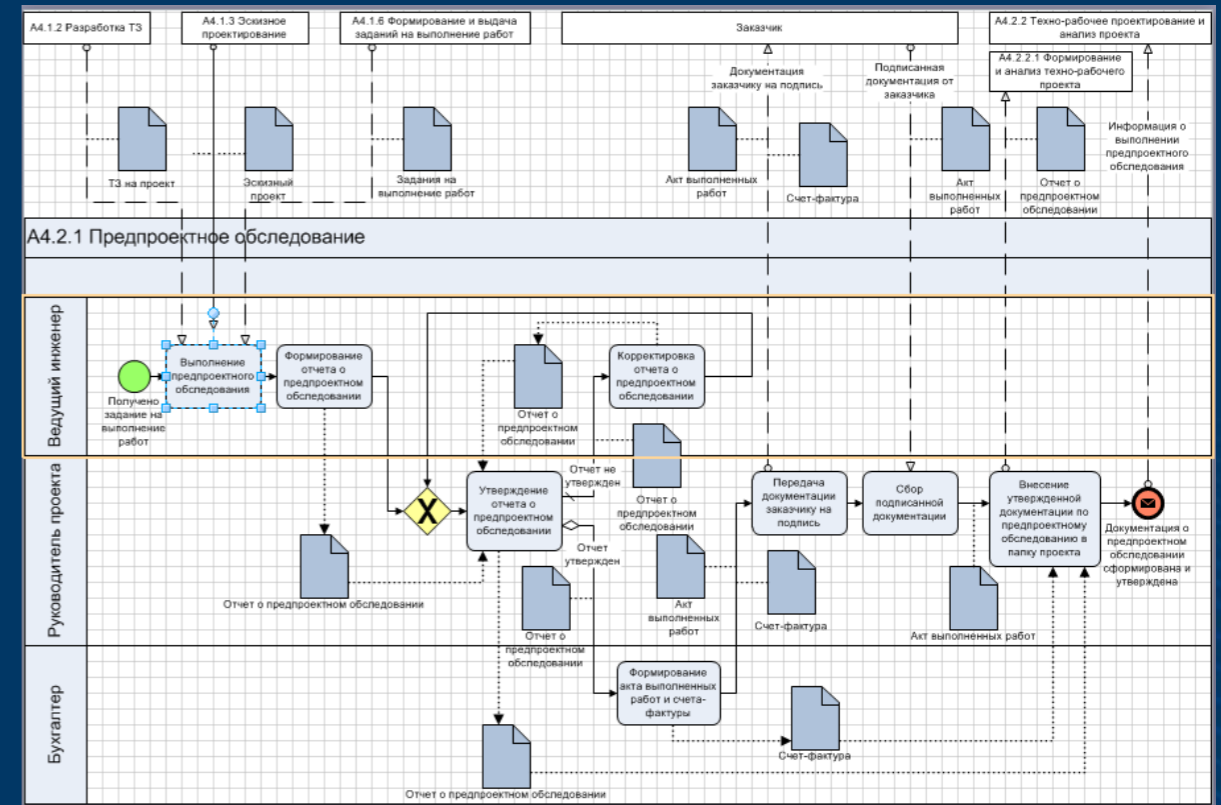 А4.1.2 Разработка ТЗ
А4.1.3 Эскизное
проектирование
А4.1.6 Формирование и выдача
заданий на выполнение работ
Заказчик
А4.2.2 Техно-рабочее проектирование и
анализ проекта
А4.2.2.1 Формирование
и анализ техно-рабочего
проекта
Документация
заказчику на подпись
Подписанная
документация от
заказчика
Информация о
выполнении
предпроектного
обследования
ТЗ на проект
Эскизный
проект
Задания на
выполнение работ
Акт выполненных
работ
Счет-фактура
Акт
выполненных
работ
Отчет о
предпроектном
обследовании
А4.2.1 Предпроектное обследование
Ведущий инженер
Получено
задание на
выполнение
работ
Выполнение
предпроектного
обследования
Формирование
отчета о
предпроектном
обследовании
Отчет о
предпроектном
обследовании
Корректировка
отчета о
предпроектном
обследовании
Руководитель проекта
Отчет о предпроектном обследовании
Утверждение
отчета о
предпроектном
обследовании
Отчет не
утвержден
Отчет
утвержден
Отчет о
предпроектном
обследовании
Отчет о
предпроектном
обследовании
Акт
выполненных
работ
Счет-фактура
Передача
документации
заказчику на
подпись
Сбор
подписанной
документации
Акт выполненных работ
Внесение
утвержденной
документации по
предпроектному
обследованию в
папку проекта
Документация о
предпроектном
обследовании
сформирована и
утверждена
Бухгалтер
Формирование
акта выполненных
работ и счета-
фактуры
Счет-фактура
Отчет о предпроектном обследовании